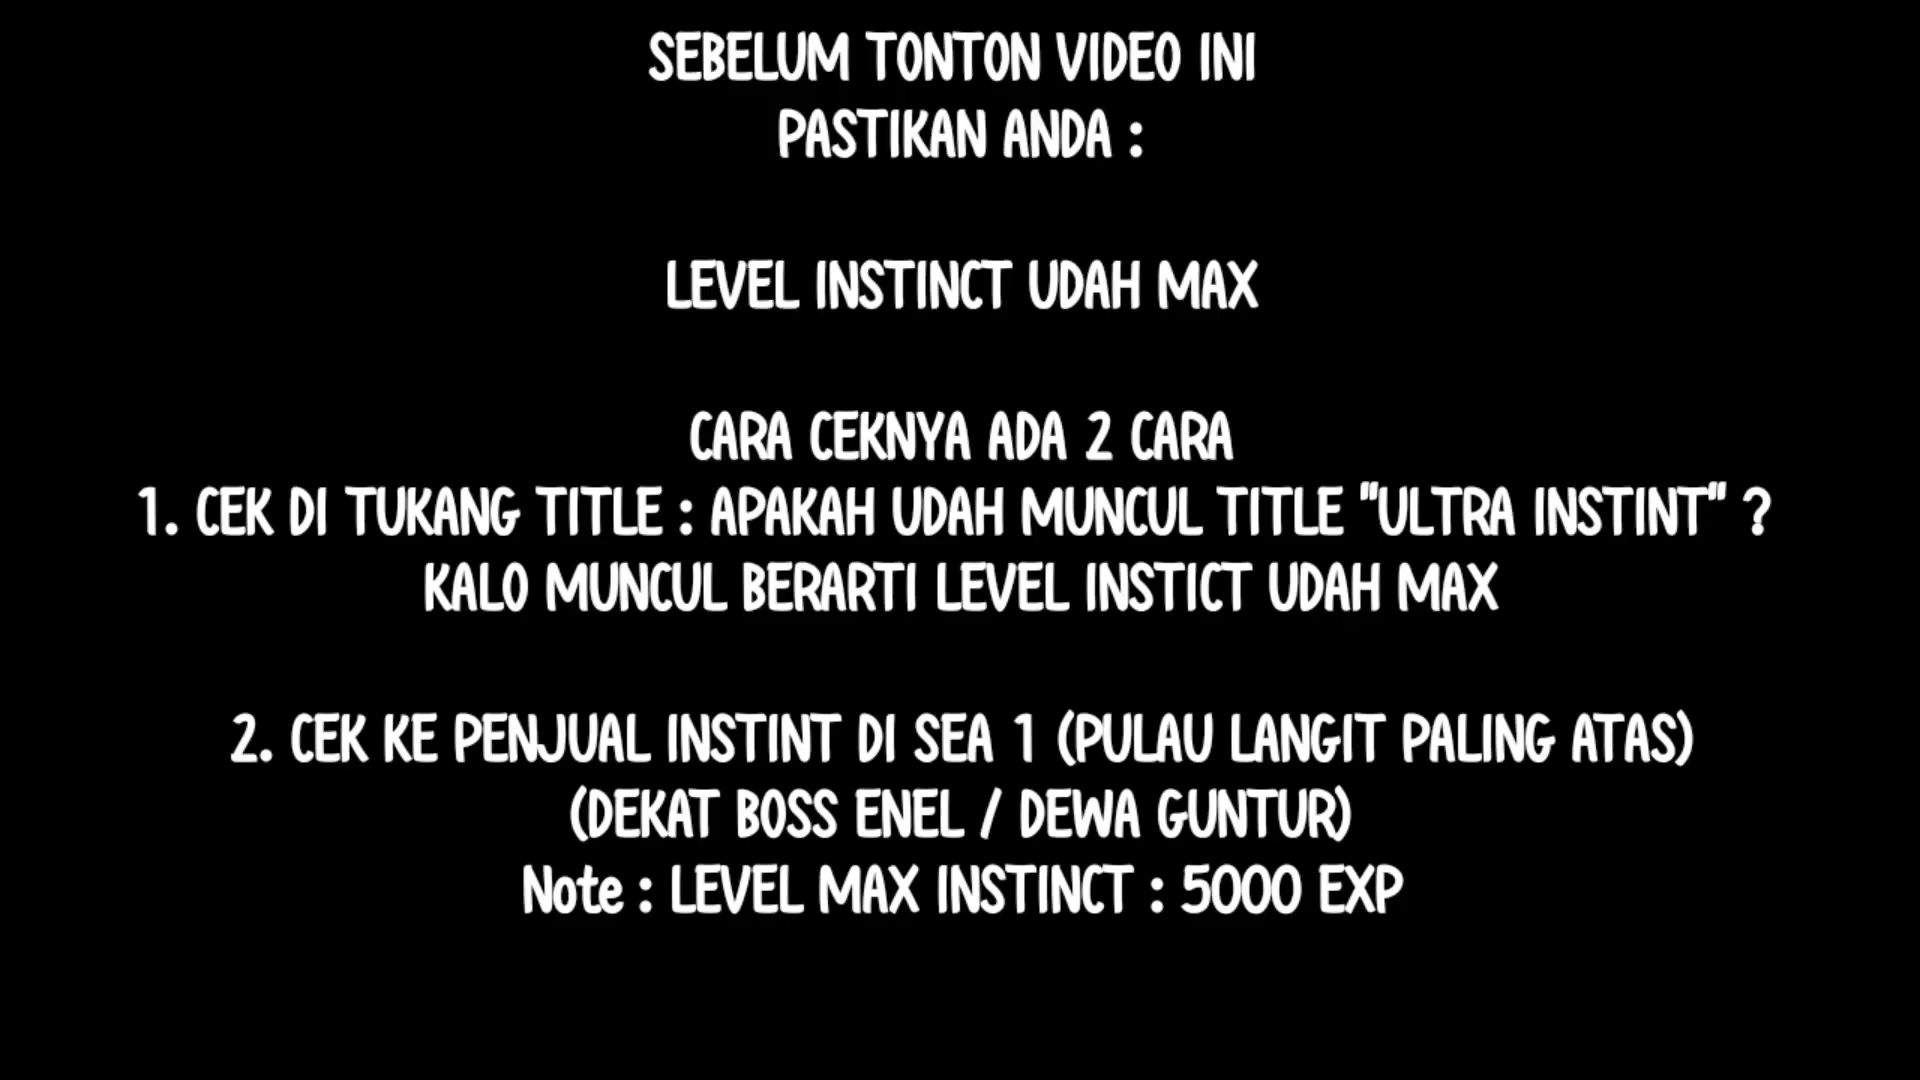 SEBELUM TONTON VIDEO INI
PASTIKAN ANDA :
LEVEL INSTINCT UDAH MAX
CARA CEKNYA ADA 2 CARA
1. CEK DI TUKANG TITLE : APAKAH UDAH MUNCUL TITLE "ULTRA INSTINT" ?
KALO MUNCUL BERARTI LEVEL INSTICT UDAH MAX
2. CEK KE PENJUAL INSTINT DI SEA 1 (PULAU LANGIT PALING ATAS)
(DEKAT BOSS ENEL / DEWA GUNTUR)
Note : LEVEL MAX INSTINCT : 5000 EXP